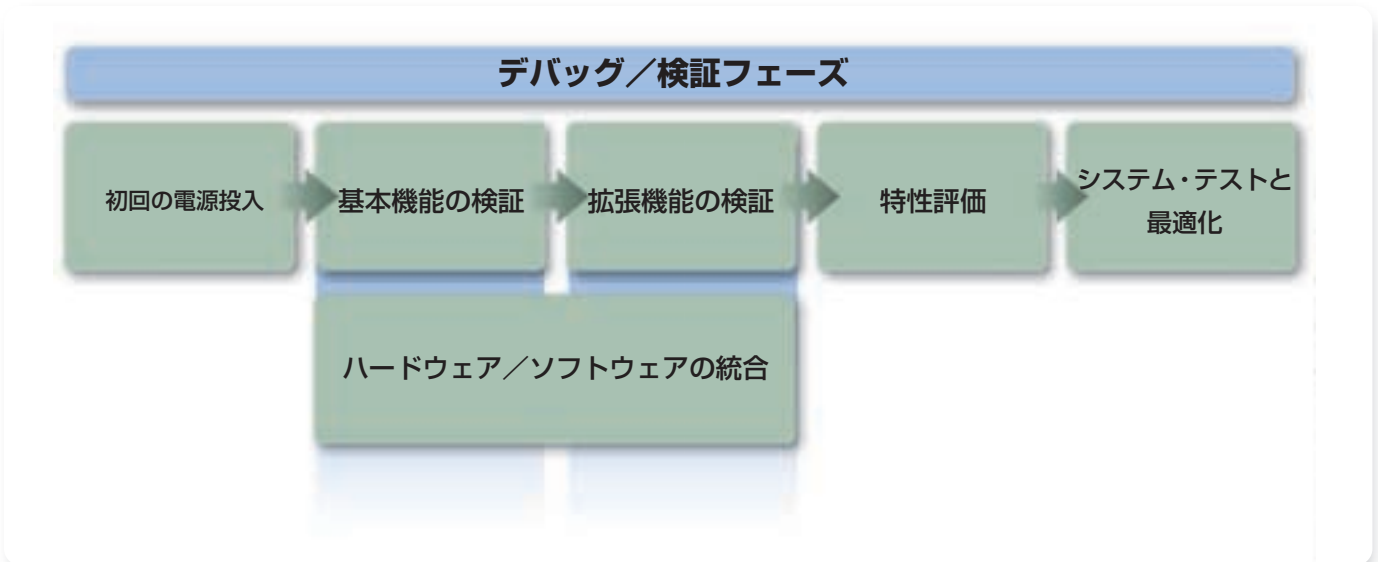 デバッグ／検証フェーズ
初回の電源投入
基本機能の検証
拡張機能の検証
特性評価
システム・テストと
最適化
ハードウェア／ソフトウェアの統合